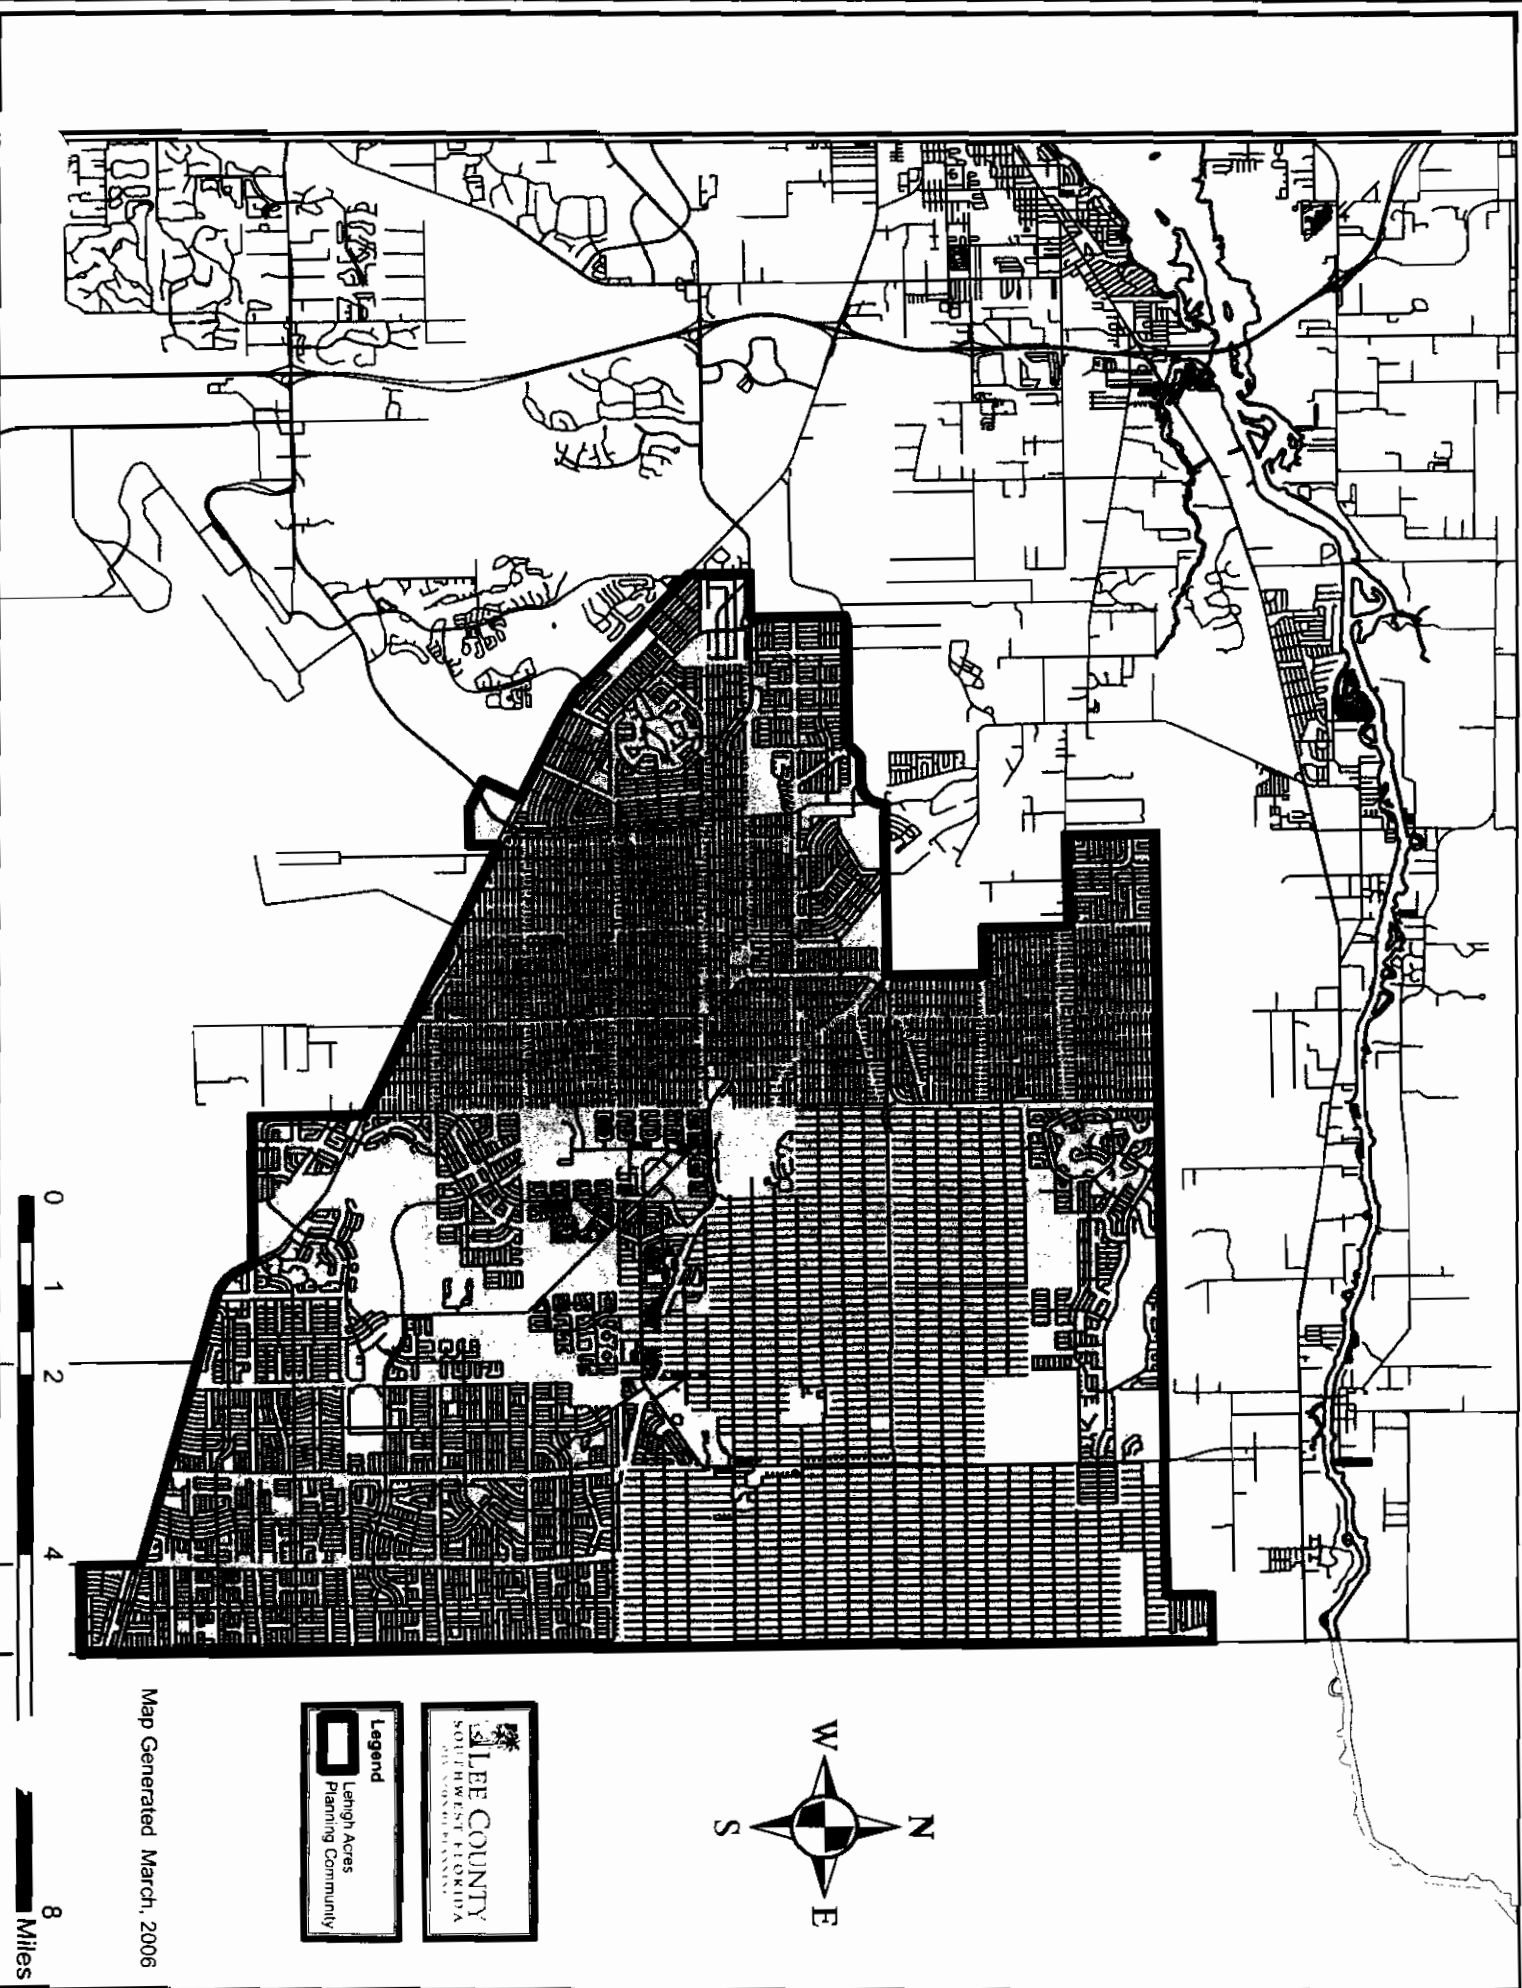 W
N
S
E
LEE COUNTY
SOUTHWEST FLORIDA
Legend
Lehigh Acres
Planning Community
Map Generated March, 2006
0 1 2 4 8
Miles